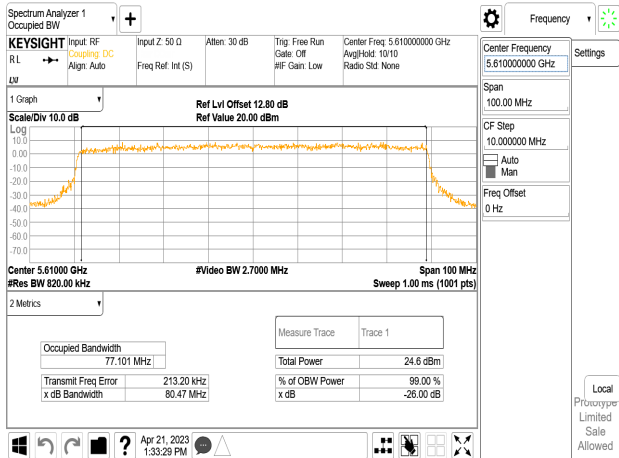 Spectrum Analyzer 1
Occupied BW
Frequency
KEYSIGHT
Input: RF
Input Z: 50 Ω
Atten: 30 dB
Trig: Free Run
Center Freq: 5.610000000 GHz
R L
Coupling: DC
Gate: Off
Avg|Hold: 10/10
Align: Auto
Freq Ref: Int (S)
#IF Gain: Low
Radio Std: None
LXI
Center Frequency
5.610000000 GHz
Settings
Span
100.00 MHz
CF Step
10.000000 MHz
Auto
Man
Freq Offset
0 Hz
1 Graph
Ref Lvl Offset 12.80 dB
Scale/Div 10.0 dB
Ref Value 20.00 dBm
Log
10.0
0.00
-10.0
-20.0
-30.0
-40.0
-50.0
-60.0
-70.0
Center 5.61000 GHz
#Video BW 2.7000 MHz
Span 100 MHz
#Res BW 820.00 kHz
Sweep 1.00 ms (1001 pts)
2 Metrics
Measure Trace
Trace 1
Occupied Bandwidth
77.101 MHz
Total Power
24.6 dBm
Transmit Freq Error
213.20 kHz
% of OBW Power
99.00 %
x dB Bandwidth
80.47 MHz
x dB
-26.00 dB
Local
Prototype
Limited
Sale
Allowed
?
Apr 21, 2023
1:33:29 PM